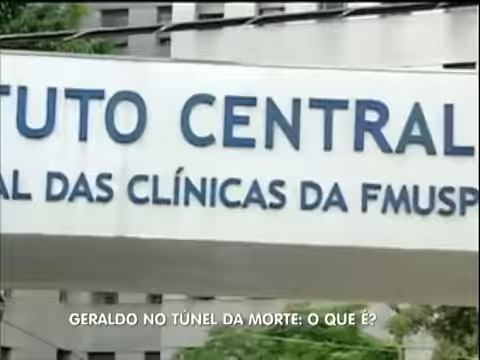 TUTO CENTRAL
AL DAS CLÍNICAS DA FMUSP
GERALDO NO TÚNEL DA MORTE: O QUE É?